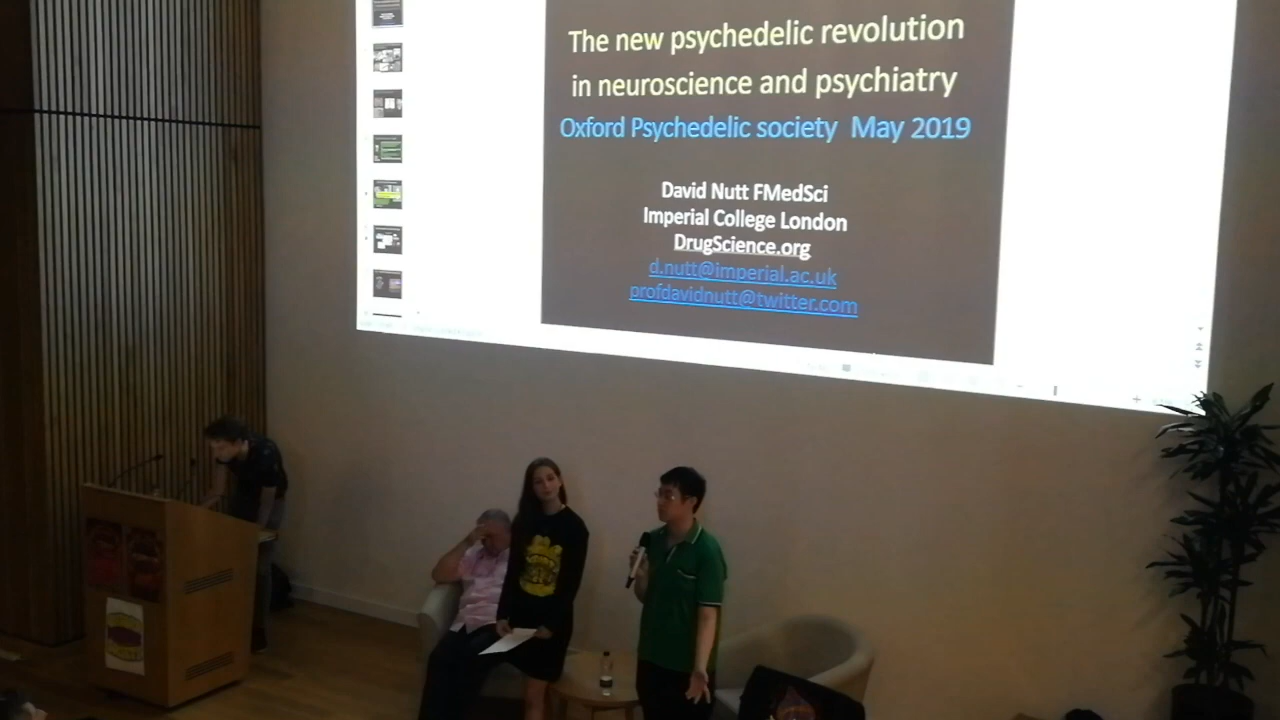 The new psychedelic revolution
in neuroscience and psychiatry
Oxford Psychedelic society May 2019
David Nutt FMedSci
Imperial College London
DrugScience.org
d.nutt@imperial.ac.uk
profdavidnutt@twitter.com